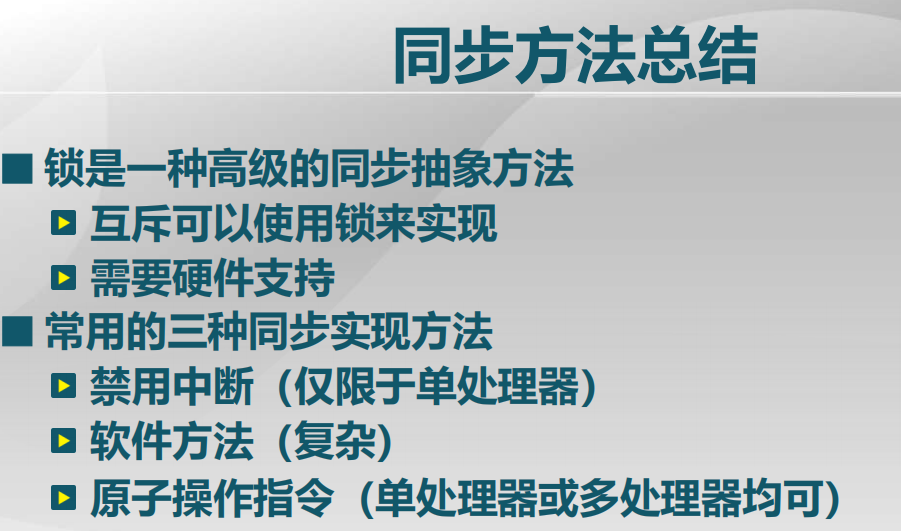 同步方法总结
锁是一种高级的同步抽象方法
互斥可以使用锁来实现
需要硬件支持
常用的三种同步实现方法
禁用中断（仅限于单处理器）
软件方法（复杂）
原子操作指令（单处理器或多处理器均可）